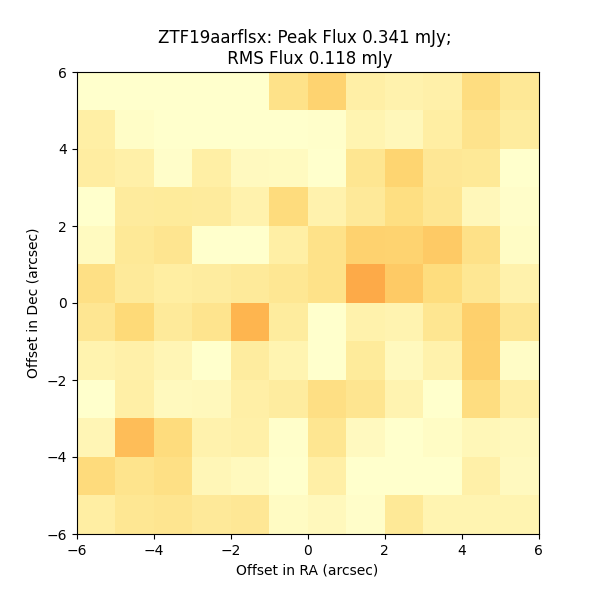 ZTF19aarflsx: Peak Flux 0.341 mJy;
RMS Flux 0.118 mJy
6
4
2
0
−2
−4
−6
Offset in Dec (arcsec)
−6 −4 −2 0 2 4 6
Offset in RA (arcsec)